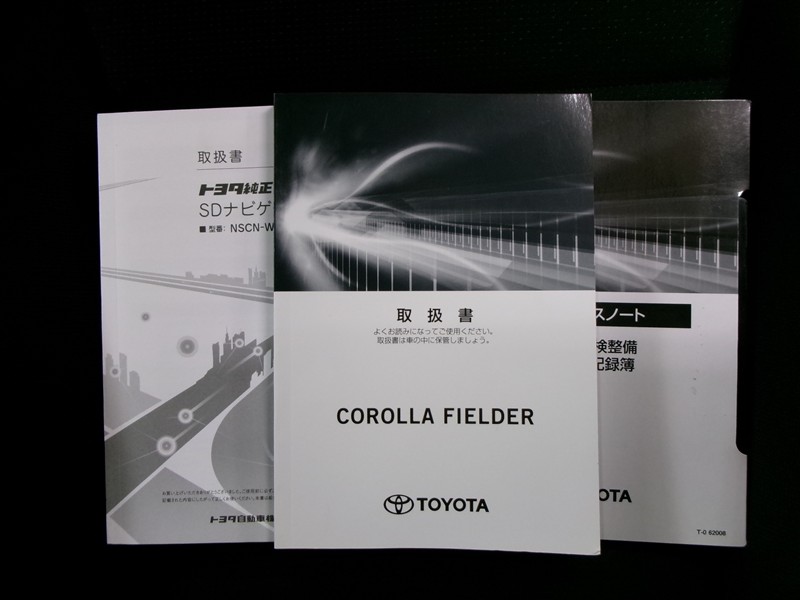 取扱書
トヨタ純正
SDナビゲ
■ 型番: NSCN-W
トヨタ自動車
取扱書
よくお読みになってご使用ください。
取扱書は車の中に保管しましょう。
COROLLA FIELDER
TOYOTA
スノート
検整備
記録簿
OTA
T-0 62008